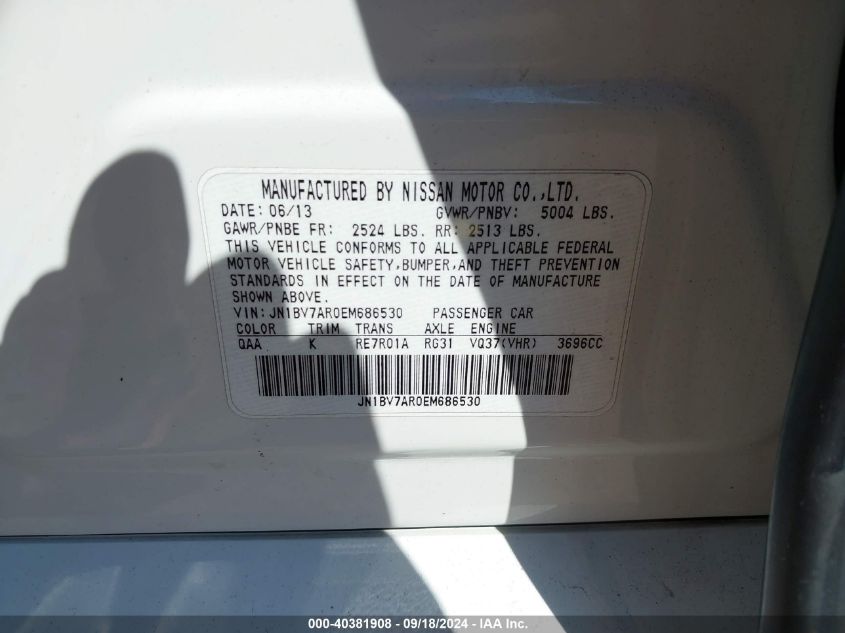 MANUFACTURED BY NISSAN MOTOR CO.,LTD.
DATE: 06/13 GVWR/PNBV: 5004 LBS.
GAWR/PNBE FR: 2524 LBS. RR: 2513 LBS.
THIS VEHICLE CONFORMS TO ALL APPLICABLE FEDERAL
MOTOR VEHICLE SAFETY,BUMPER,AND THEFT PREVENTION
STANDARDS IN EFFECT ON THE DATE OF MANUFACTURE
SHOWN ABOVE.
VIN:JN1BV7AR0EM686530 PASSENGER CAR
COLOR TRIM TRANS AXLE ENGINE
QAA K RE7R01A RG31 VQ37(VHR) 3696CC
JN1BV7AR0EM686530
000-40381908 - 09/18/2024 - IAA Inc.